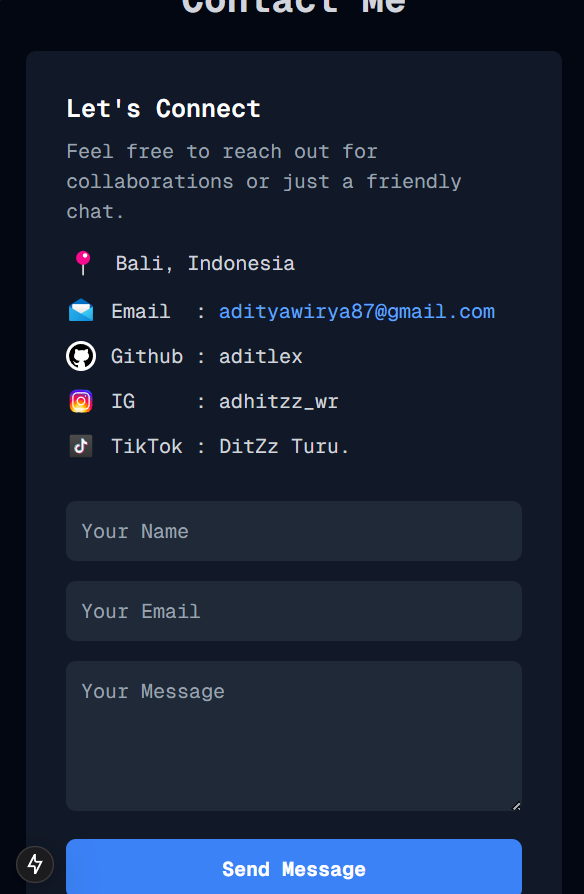 Contact Me
Let's Connect
Feel free to reach out for
collaborations or just a friendly
chat.
Bali, Indonesia
Email : adityawirya87@gmail.com
Github : aditlex
IG : adhitzz_wr
TikTok : DitZz Turu.
Your Name
Your Email
Your Message
Send Message